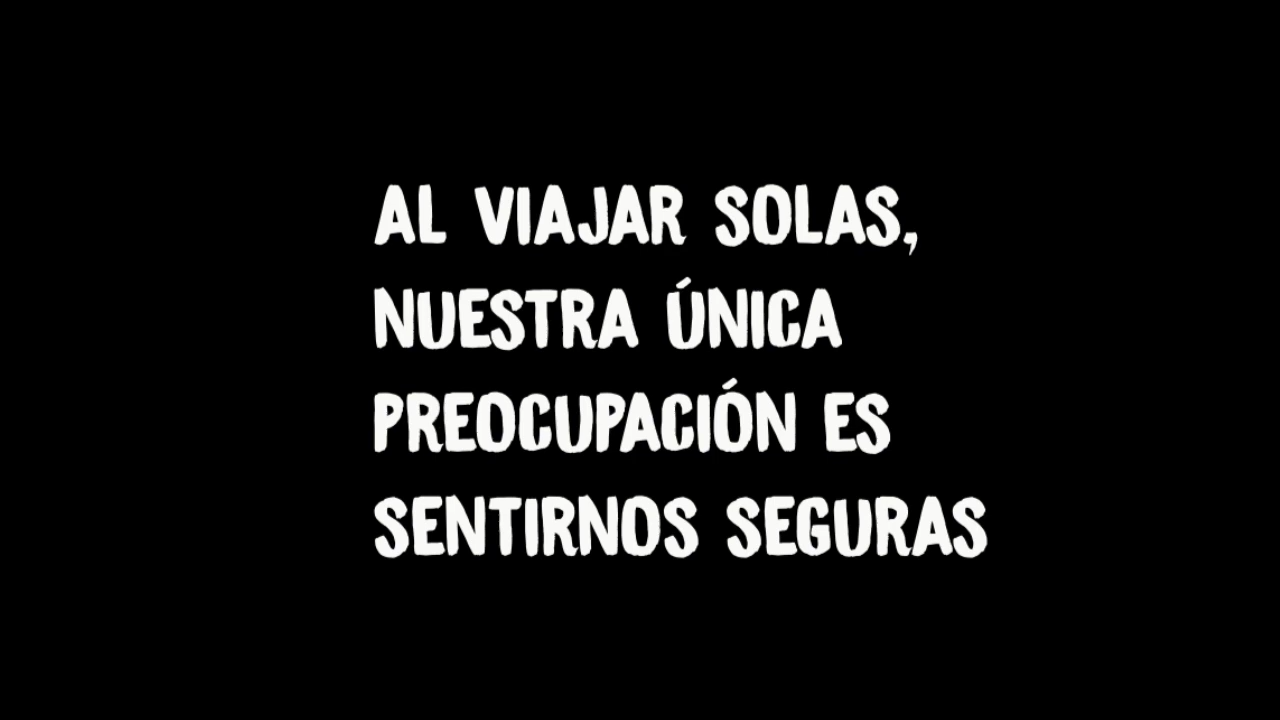 AL VIAJAR SOLAS,
NUESTRA ÚNICA
PREOCUPACIÓN ES
SENTIRNOS SEGURAS